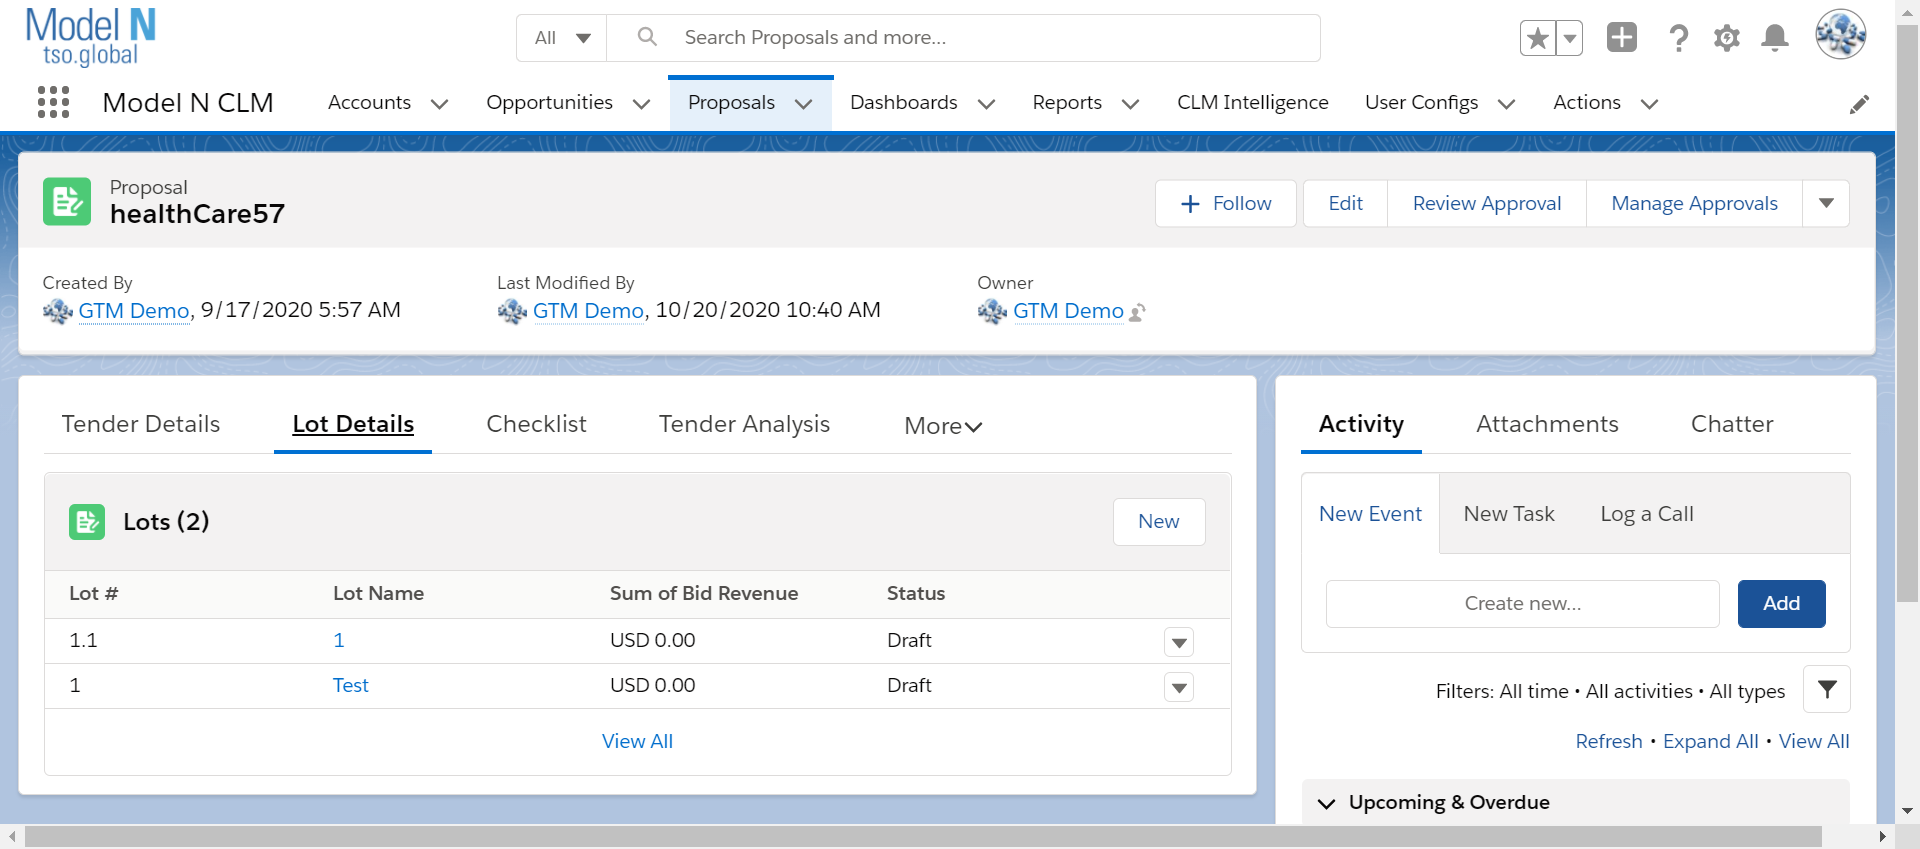 Model N
tso.global
All
Search Proposals and more...
Model N CLM
Accounts
Opportunities
Proposals
Dashboards
Reports
CLM Intelligence
User Configs
Actions
Proposal
healthCare57
Follow
Edit
Review Approval
Manage Approvals
Created By
GTM Demo, 9/17/2020 5:57 AM
Last Modified By
GTM Demo, 10/20/2020 10:40 AM
Owner
GTM Demo
Tender Details
Lot Details
Checklist
Tender Analysis
More
Lots (2)
New
Lot # Lot Name Sum of Bid Revenue Status
1.1 1 USD 0.00 Draft
1 Test USD 0.00 Draft
View All
Activity
Attachments
Chatter
New Event
New Task
Log a Call
Create new...
Add
Filters: All time • All activities • All types
Refresh • Expand All • View All
Upcoming & Overdue